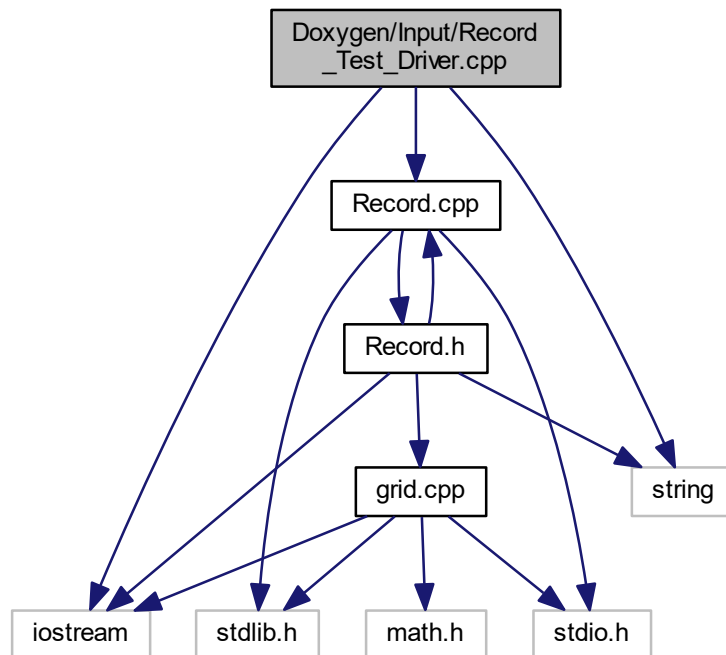 Doxygen/Input/Record
_Test_Driver.cpp
Record.cpp
Record.h
grid.cpp
string
iostream
stdlib.h
math.h
stdio.h